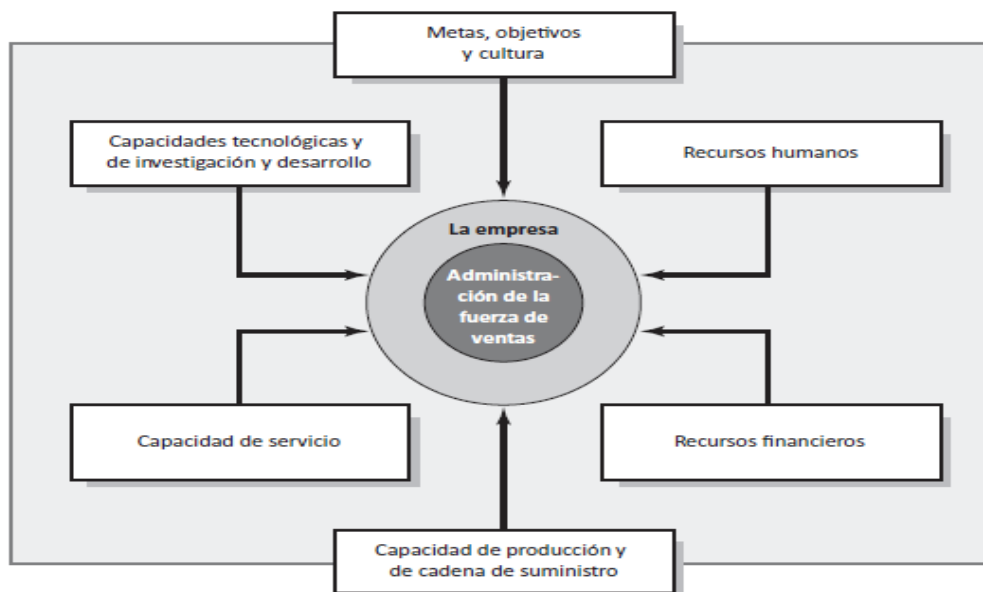 Metas, objetivos
y cultura
Capacidades tecnológicas y
de investigación y desarrollo
Recursos humanos
La empresa
Administra-
ción de la
fuerza de
ventas
Capacidad de servicio
Recursos financieros
Capacidad de producción y
de cadena de suministro